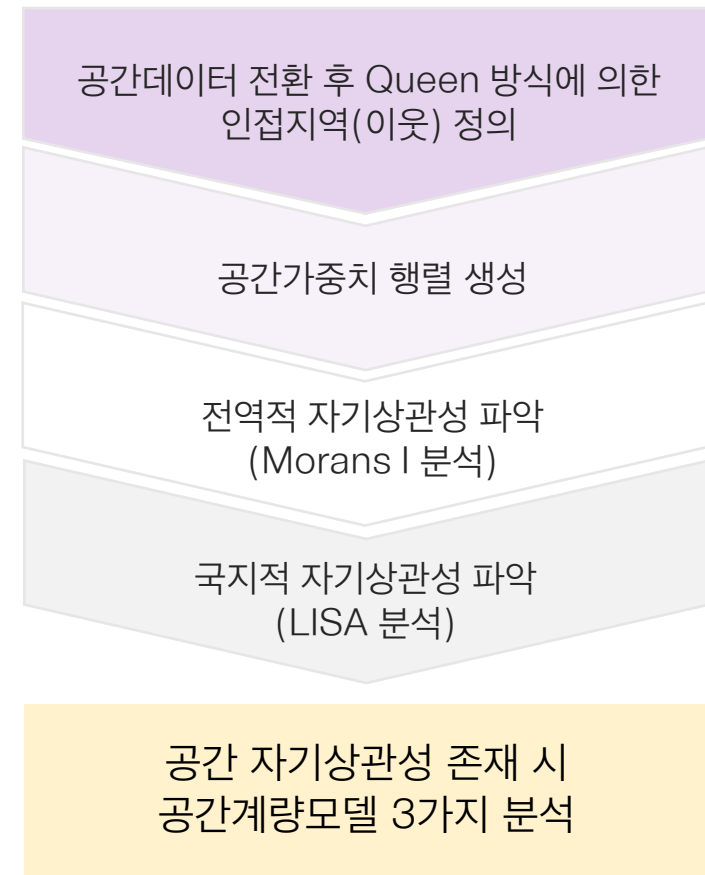 공간데이터 전환 후 Queen 방식에 의한
인접지역(이웃) 정의
공간가중치 행렬 생성
전역적 자기상관성 파악
(Morans I 분석)
국지적 자기상관성 파악
(LISA 분석)
공간 자기상관성 존재 시
공간계량모델 3가지 분석